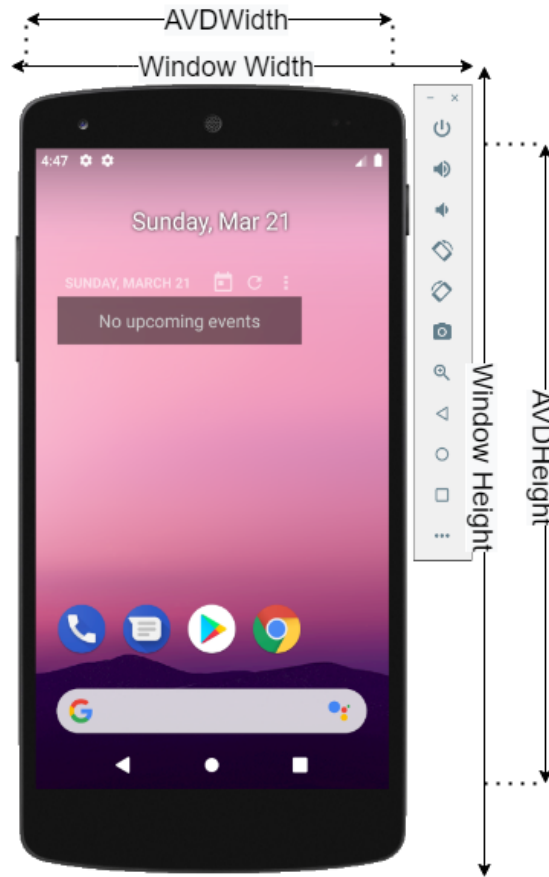 AVDWidth
Window Width
4:47
Sunday, Mar 21
SUNDAY, MARCH 21
No upcoming events
Window Height
AVDHeight
G